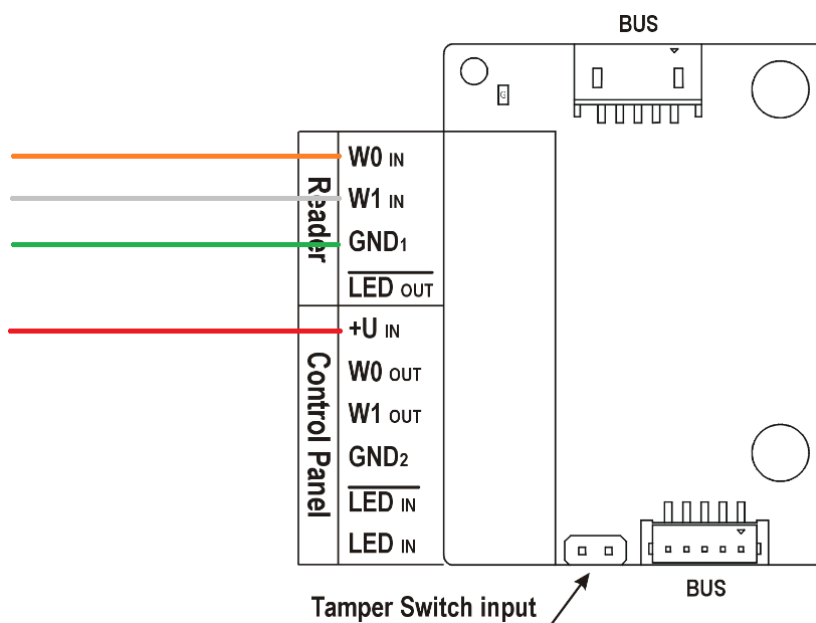 BUS
Reader
W0 IN
W1 IN
GND1
LED OUT
Control Panel
+U IN
W0 OUT
W1 OUT
GND2
LED IN
LED IN
BUS
Tamper Switch input